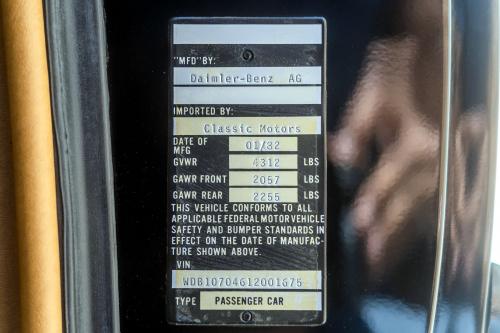 "MFD" BY:
Daimler-Benz AG
IMPORTED BY:
Classic Motors
DATE OF MFG 01/82
GVWR 4312 LBS
GAWR FRONT 2057 LBS
GAWR REAR 2255 LBS
THIS VEHICLE CONFORMS TO ALL
APPLICABLE FEDERAL MOTOR VEHICLE
SAFETY AND BUMPER STANDARDS IN
EFFECT ON THE DATE OF MANUFAC-
TURE SHOWN ABOVE.
VIN
WDB10704612001675
TYPE PASSENGER CAR